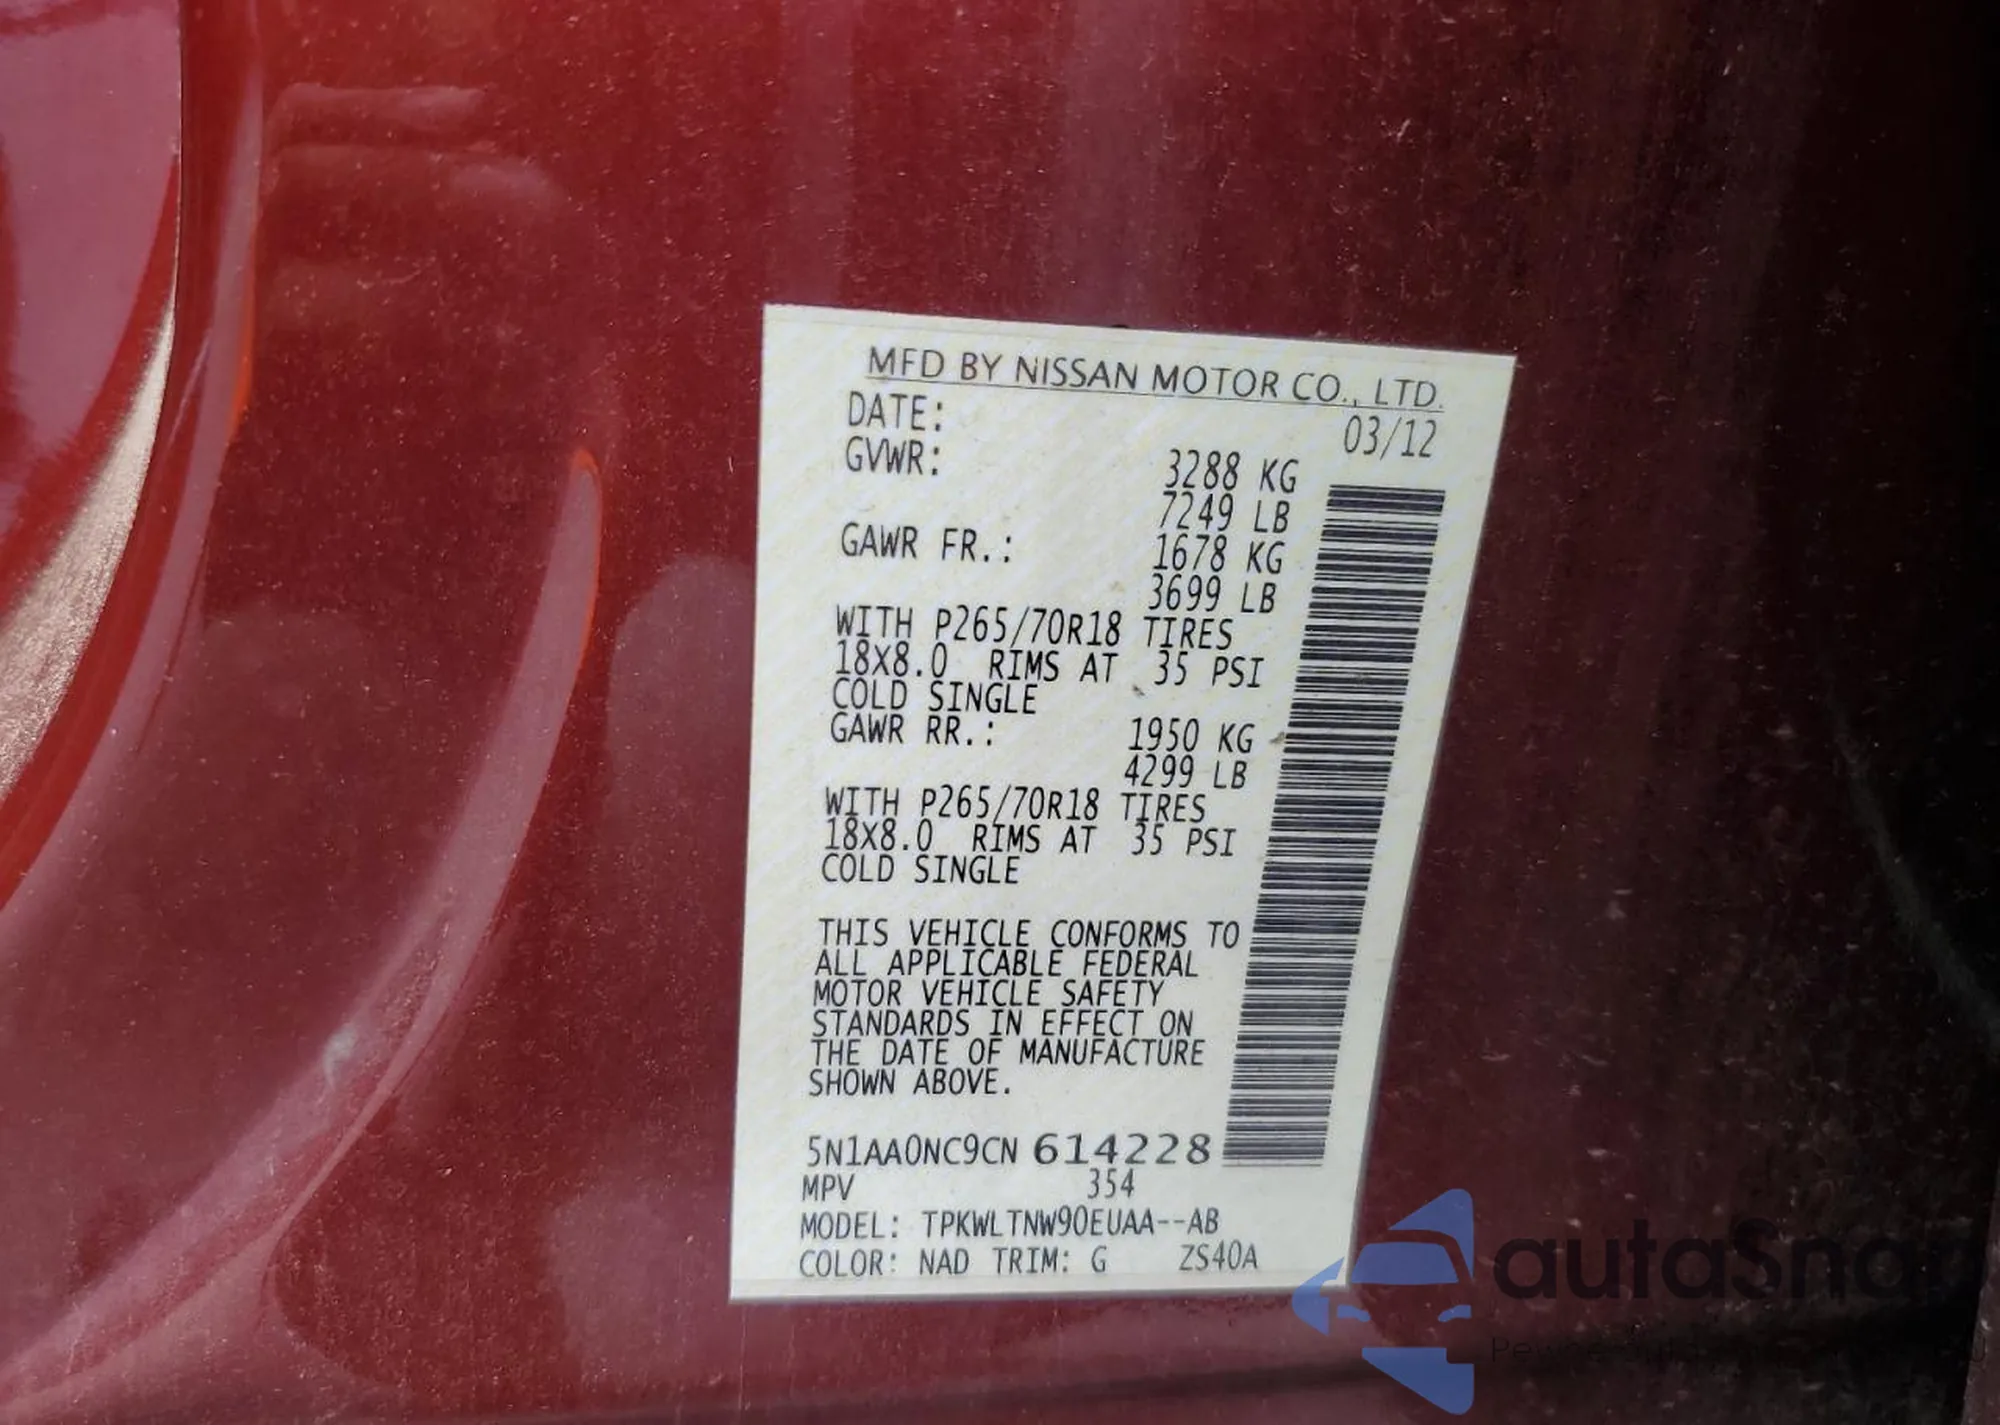 MFD BY NISSAN MOTOR CO., LTD.
DATE: 03/12
GVWR: 3288 KG
7249 LB
GAWR FR.: 1678 KG
3699 LB
WITH P265/70R18 TIRES
18X8.0 RIMS AT 35 PSI
COLD SINGLE
GAWR RR.: 1950 KG
4299 LB
WITH P265/70R18 TIRES
18X8.0 RIMS AT 35 PSI
COLD SINGLE
THIS VEHICLE CONFORMS TO
ALL APPLICABLE FEDERAL
MOTOR VEHICLE SAFETY
STANDARDS IN EFFECT ON
THE DATE OF MANUFACTURE
SHOWN ABOVE.
5N1AA0NC9CN 614228
MPV 354
MODEL: TPKWLTNW90EUAA--AB
COLOR: NAD TRIM: G ZS40A